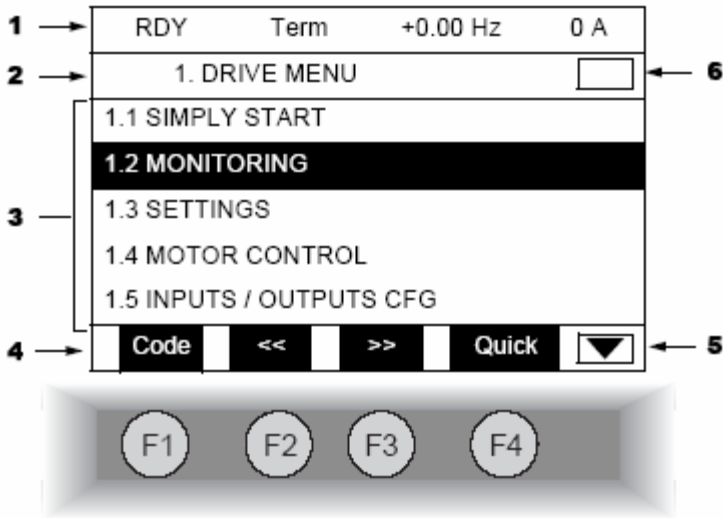 1 RDY Term +0.00 Hz 0 A
2 1. DRIVE MENU 6
1.1 SIMPLY START
1.2 MONITORING
3 1.3 SETTINGS
1.4 MOTOR CONTROL
1.5 INPUTS / OUTPUTS CFG
4 Code << >> Quick 5
F1 F2 F3 F4